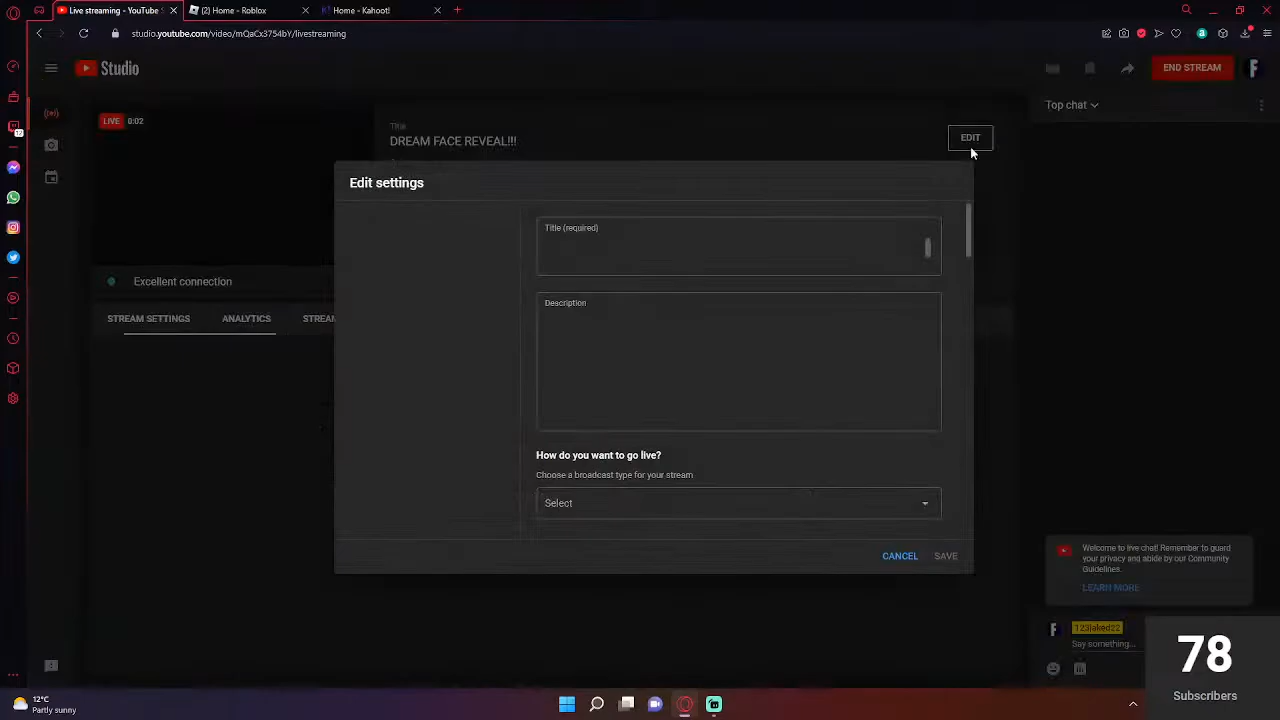 Live streaming - YouTube S
(2) Home - Roblox
Home - Kahoot!
studio.youtube.com/video/mQaCx3754bY/livestreaming
Studio
END STREAM
F
LIVE 0:02
Title
DREAM FACE REVEAL!!!
EDIT
Top chat
12
Edit settings
Title (required)
Excellent connection
Description
STREAM SETTINGS
ANALYTICS
STREAM
How do you want to go live?
Choose a broadcast type for your stream
Select
CANCEL
SAVE
Welcome to live chat! Remember to guard
your privacy and abide by our Community
Guidelines.
LEARN MORE
F
123jaked22
Say something...
78
Subscribers
12°C
Partly sunny